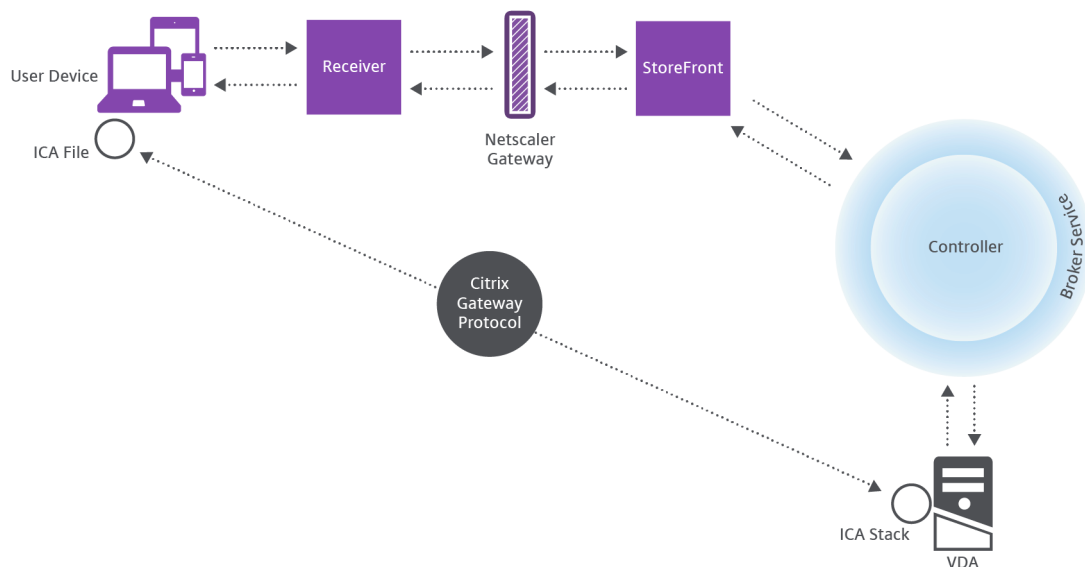 User Device
Receiver
StoreFront
Netscaler
Gateway
ICA File
Controller
Broker Service
Citrix
Gateway
Protocol
ICA Stack
VDA